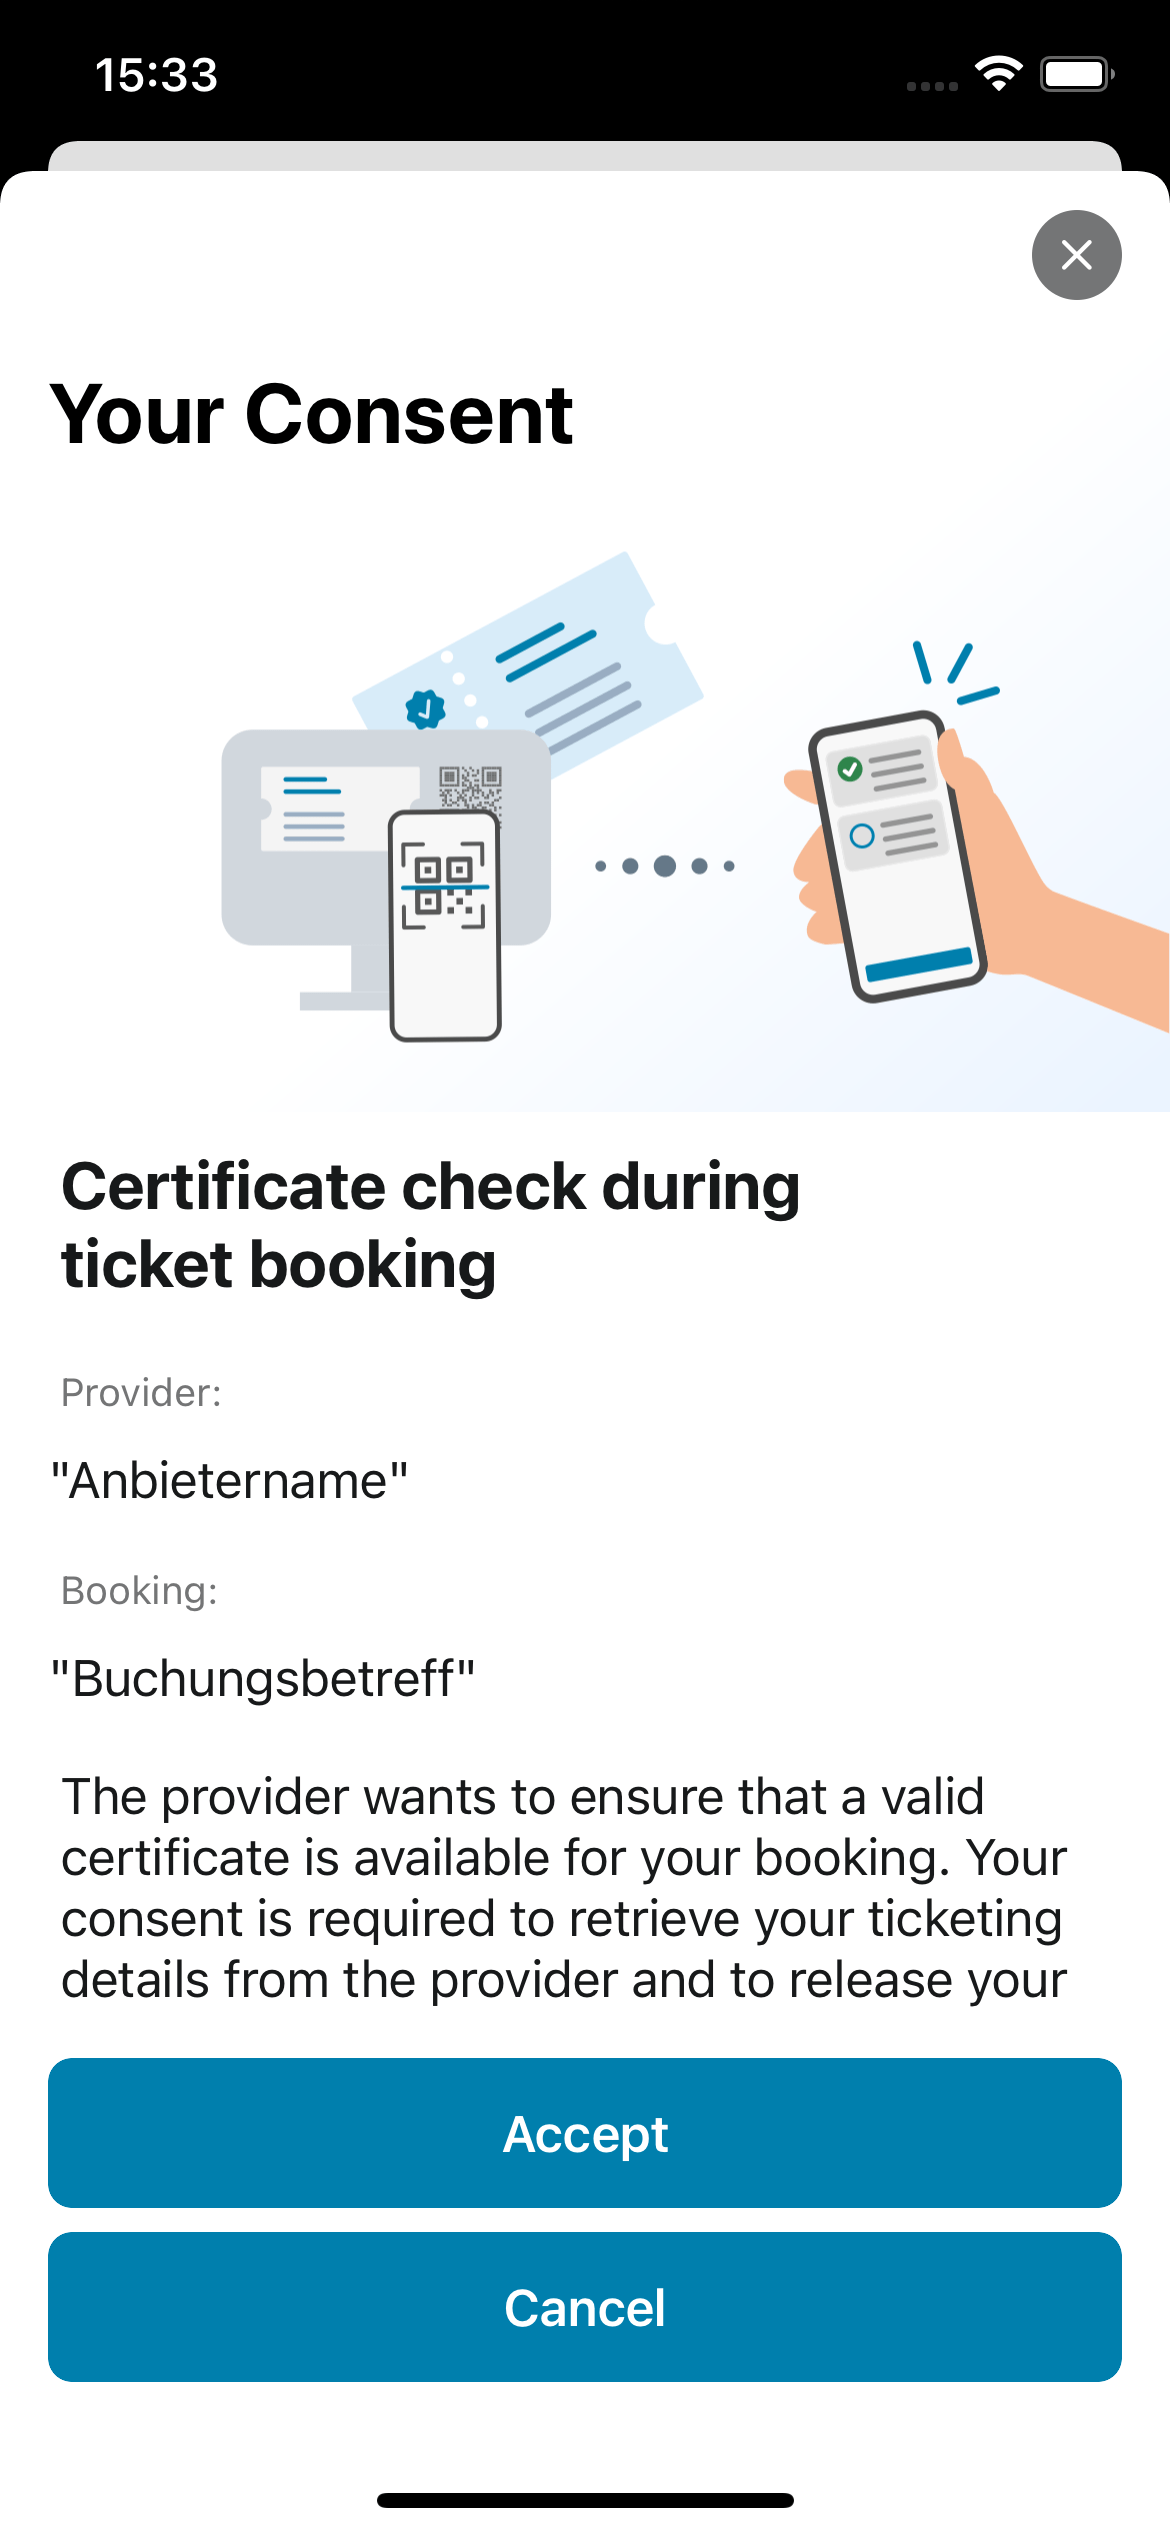 15:33
Your Consent
Certificate check during
ticket booking
Provider:
"Anbietername"
Booking:
"Buchungsbetreff"
The provider wants to ensure that a valid
certificate is available for your booking. Your
consent is required to retrieve your ticketing
details from the provider and to release your
Accept
Cancel